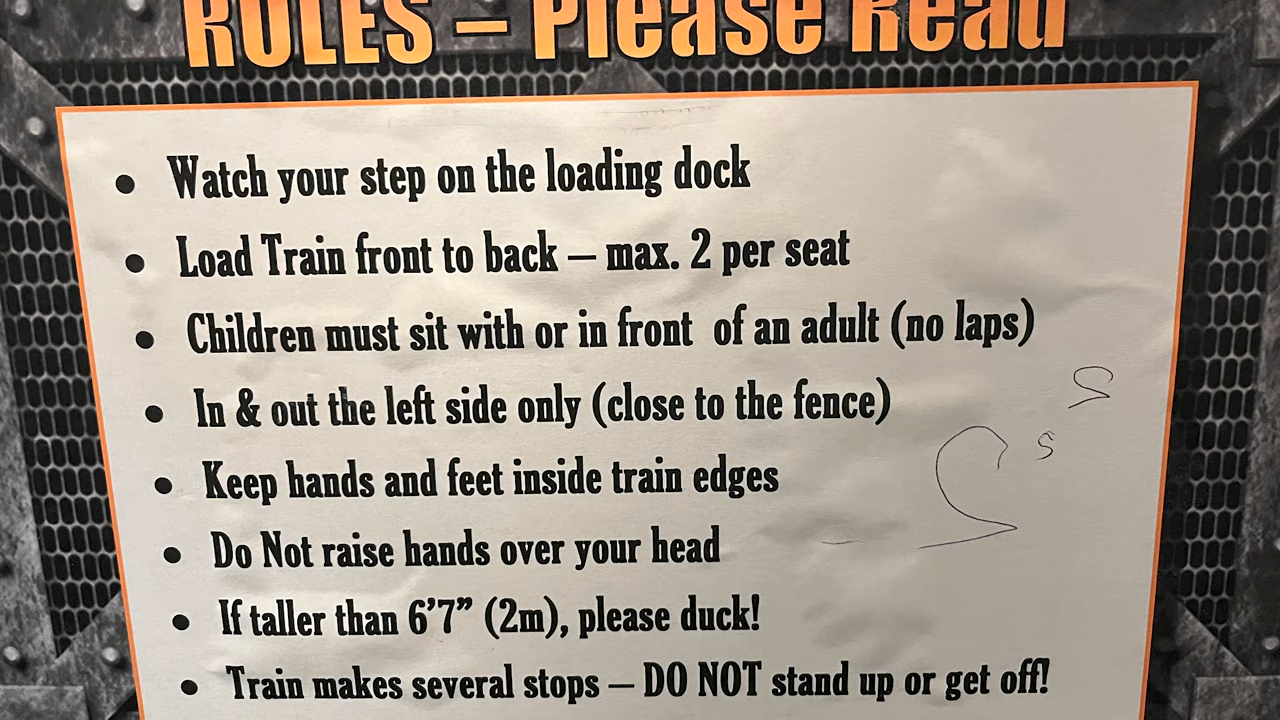 RULES – Please Read
• Watch your step on the loading dock
• Load Train front to back – max. 2 per seat
• Children must sit with or in front of an adult (no laps)
• In & out the left side only (close to the fence)
• Keep hands and feet inside train edges
• Do Not raise hands over your head
• If taller than 6’7” (2m), please duck!
• Train makes several stops – DO NOT stand up or get off!